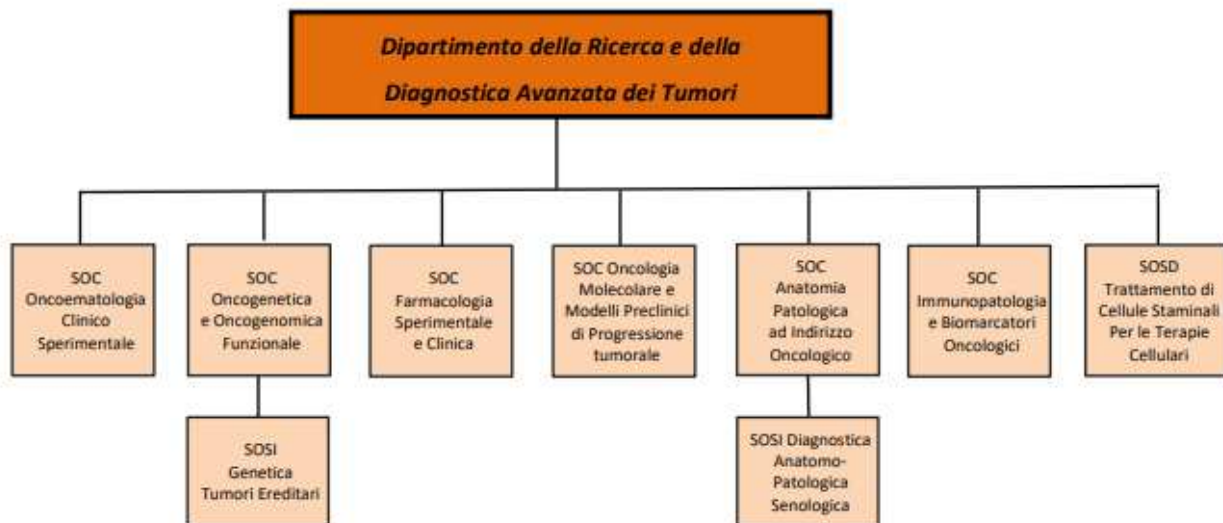 Dipartimento della Ricerca e della
Diagnostica Avanzata dei Tumori
SOC
Oncoematologia
Clinico
Sperimentale
SOC
Oncogenetica
e Oncogenomica
Funzionale
SOC
Farmacologia
Sperimentale
e Clinica
SOC Oncologia
Molecolare e
Modelli Preclinici
di Progressione
tumorale
SOC
Anatomia
Patologica
ad Indirizzo
Oncologico
SOC
Immunopatologia
e Biomarcatori
Oncologici
SOSD
Trattamento di
Cellule Staminali
Per le Terapie
Cellulari
SOSI
Genetica
Tumori Ereditari
SOSI Diagnostica
Anatomo-
Patologica
Senologica